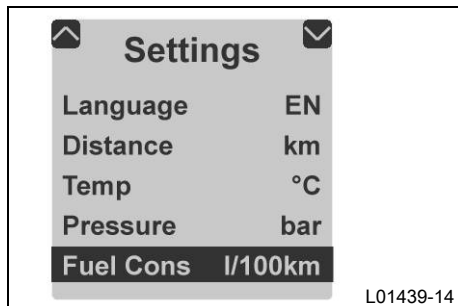 Settings
Language EN
Distance km
Temp °C
Pressure bar
Fuel Cons l/100km
L01439-14